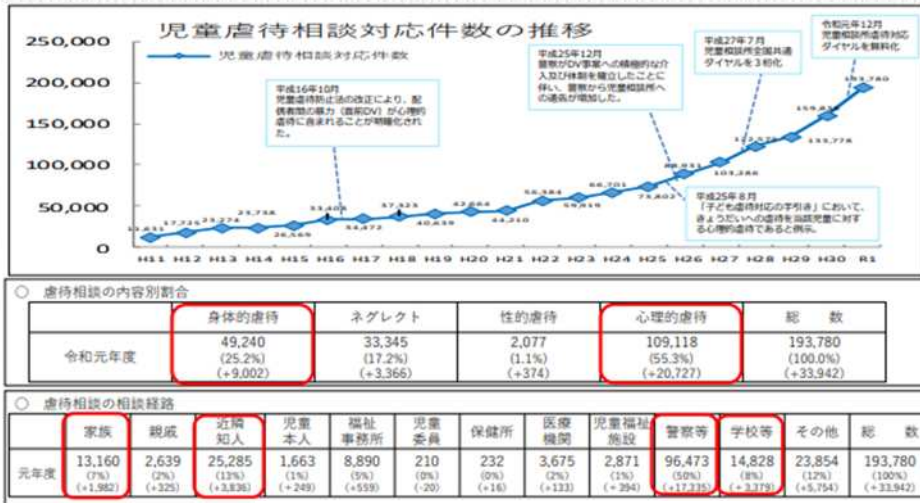 児童虐待相談対応件数の推移
児童虐待相談対応件数
250,000
200,000
150,000
100,000
50,000
0
平成16年10月
児童虐待防止法の改正により、配
偶者間の暴力（面前DV）が心理的
虐待に含まれることが明確化され
た。
平成25年12月
警察がDV事案への積極的な介
入及び体制を確立したことに
伴い、警察から児童相談所へ
の通告が増加した。
平成27年7月
児童相談所全国共通
ダイヤルを3桁化
令和元年12月
児童相談所虐待対応
ダイヤルを無料化
平成25年8月
「子ども虐待対応の手引き」において、
きょうだいへの虐待を当該児童に対す
る心理的虐待であると例示。
11,631 17,725 23,274 23,738 26,569 33,408 34,472 37,323 40,639 42,664 44,210 56,384 59,919 66,701 73,802 88,931 103,286 122,575 133,778 159,838 193,780
H11 H12 H13 H14 H15 H16 H17 H18 H19 H20 H21 H22 H23 H24 H25 H26 H27 H28 H29 H30 R1
○ 虐待相談の内容別割合
身体的虐待 ネグレクト 性的虐待 心理的虐待 総 数
令和元年度 49,240 33,345 2,077 109,118 193,780
(25.2%) (17.2%) (1.1%) (55.3%) (100.0%)
(+9,002) (+3,366) (+374) (+20,727) (+33,942)
○ 虐待相談の相談経路
家族 親戚 近隣知人 児童本人 福祉事務所 児童委員 保健所 医療機関 児童福祉施設 警察等 学校等 その他 総 数
元年度 13,160 2,639 25,285 1,663 8,890 210 232 3,675 2,871 96,473 14,828 23,854 193,780
(7%) (2%) (13%) (1%) (5%) (0%) (0%) (2%) (1%) (50%) (8%) (12%) (100%)
(+1,982) (+325) (+3,836) (+249) (+559) (-20) (+16) (+133) (+394) (+17,335) (+3,379) (+5,754) (+33,942)